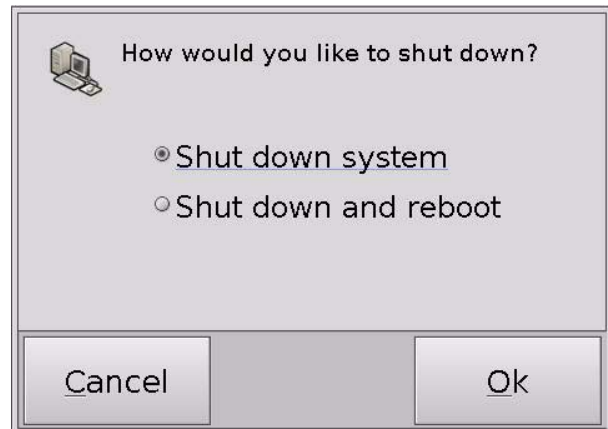 How would you like to shut down?
Shut down system
Shut down and reboot
Cancel
Ok